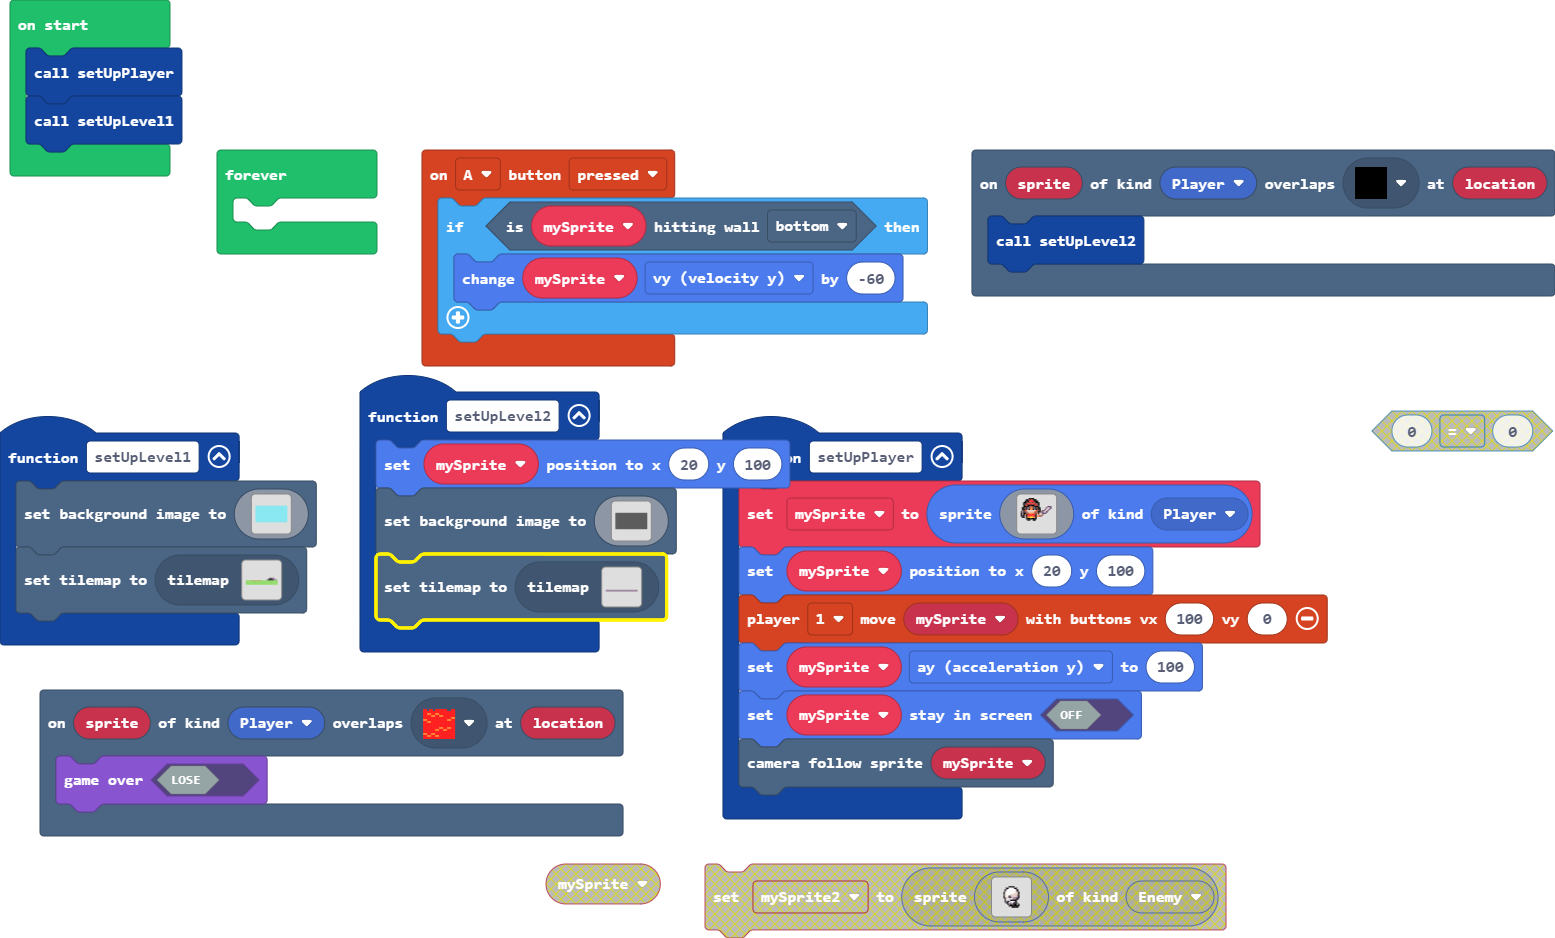 on start
call setUpPlayer
call setUpLevel1
forever
on A button pressed
if is mySprite hitting wall bottom then
change mySprite vy (velocity y) by -60
on sprite of kind Player overlaps at location
call setUpLevel2
function setUpLevel1
set background image to
set tilemap to tilemap
function setUpLevel2
set mySprite position to x 20 y 100
set background image to
set tilemap to tilemap
on setUpPlayer
set mySprite to sprite of kind Player
set mySprite position to x 20 y 100
player 1 move mySprite with buttons vx 100 vy 0
set mySprite ay (acceleration y) to 100
set mySprite stay in screen OFF
camera follow sprite mySprite
0 = 0
on sprite of kind Player overlaps at location
game over LOSE
mySprite
set mySprite2 to sprite of kind Enemy